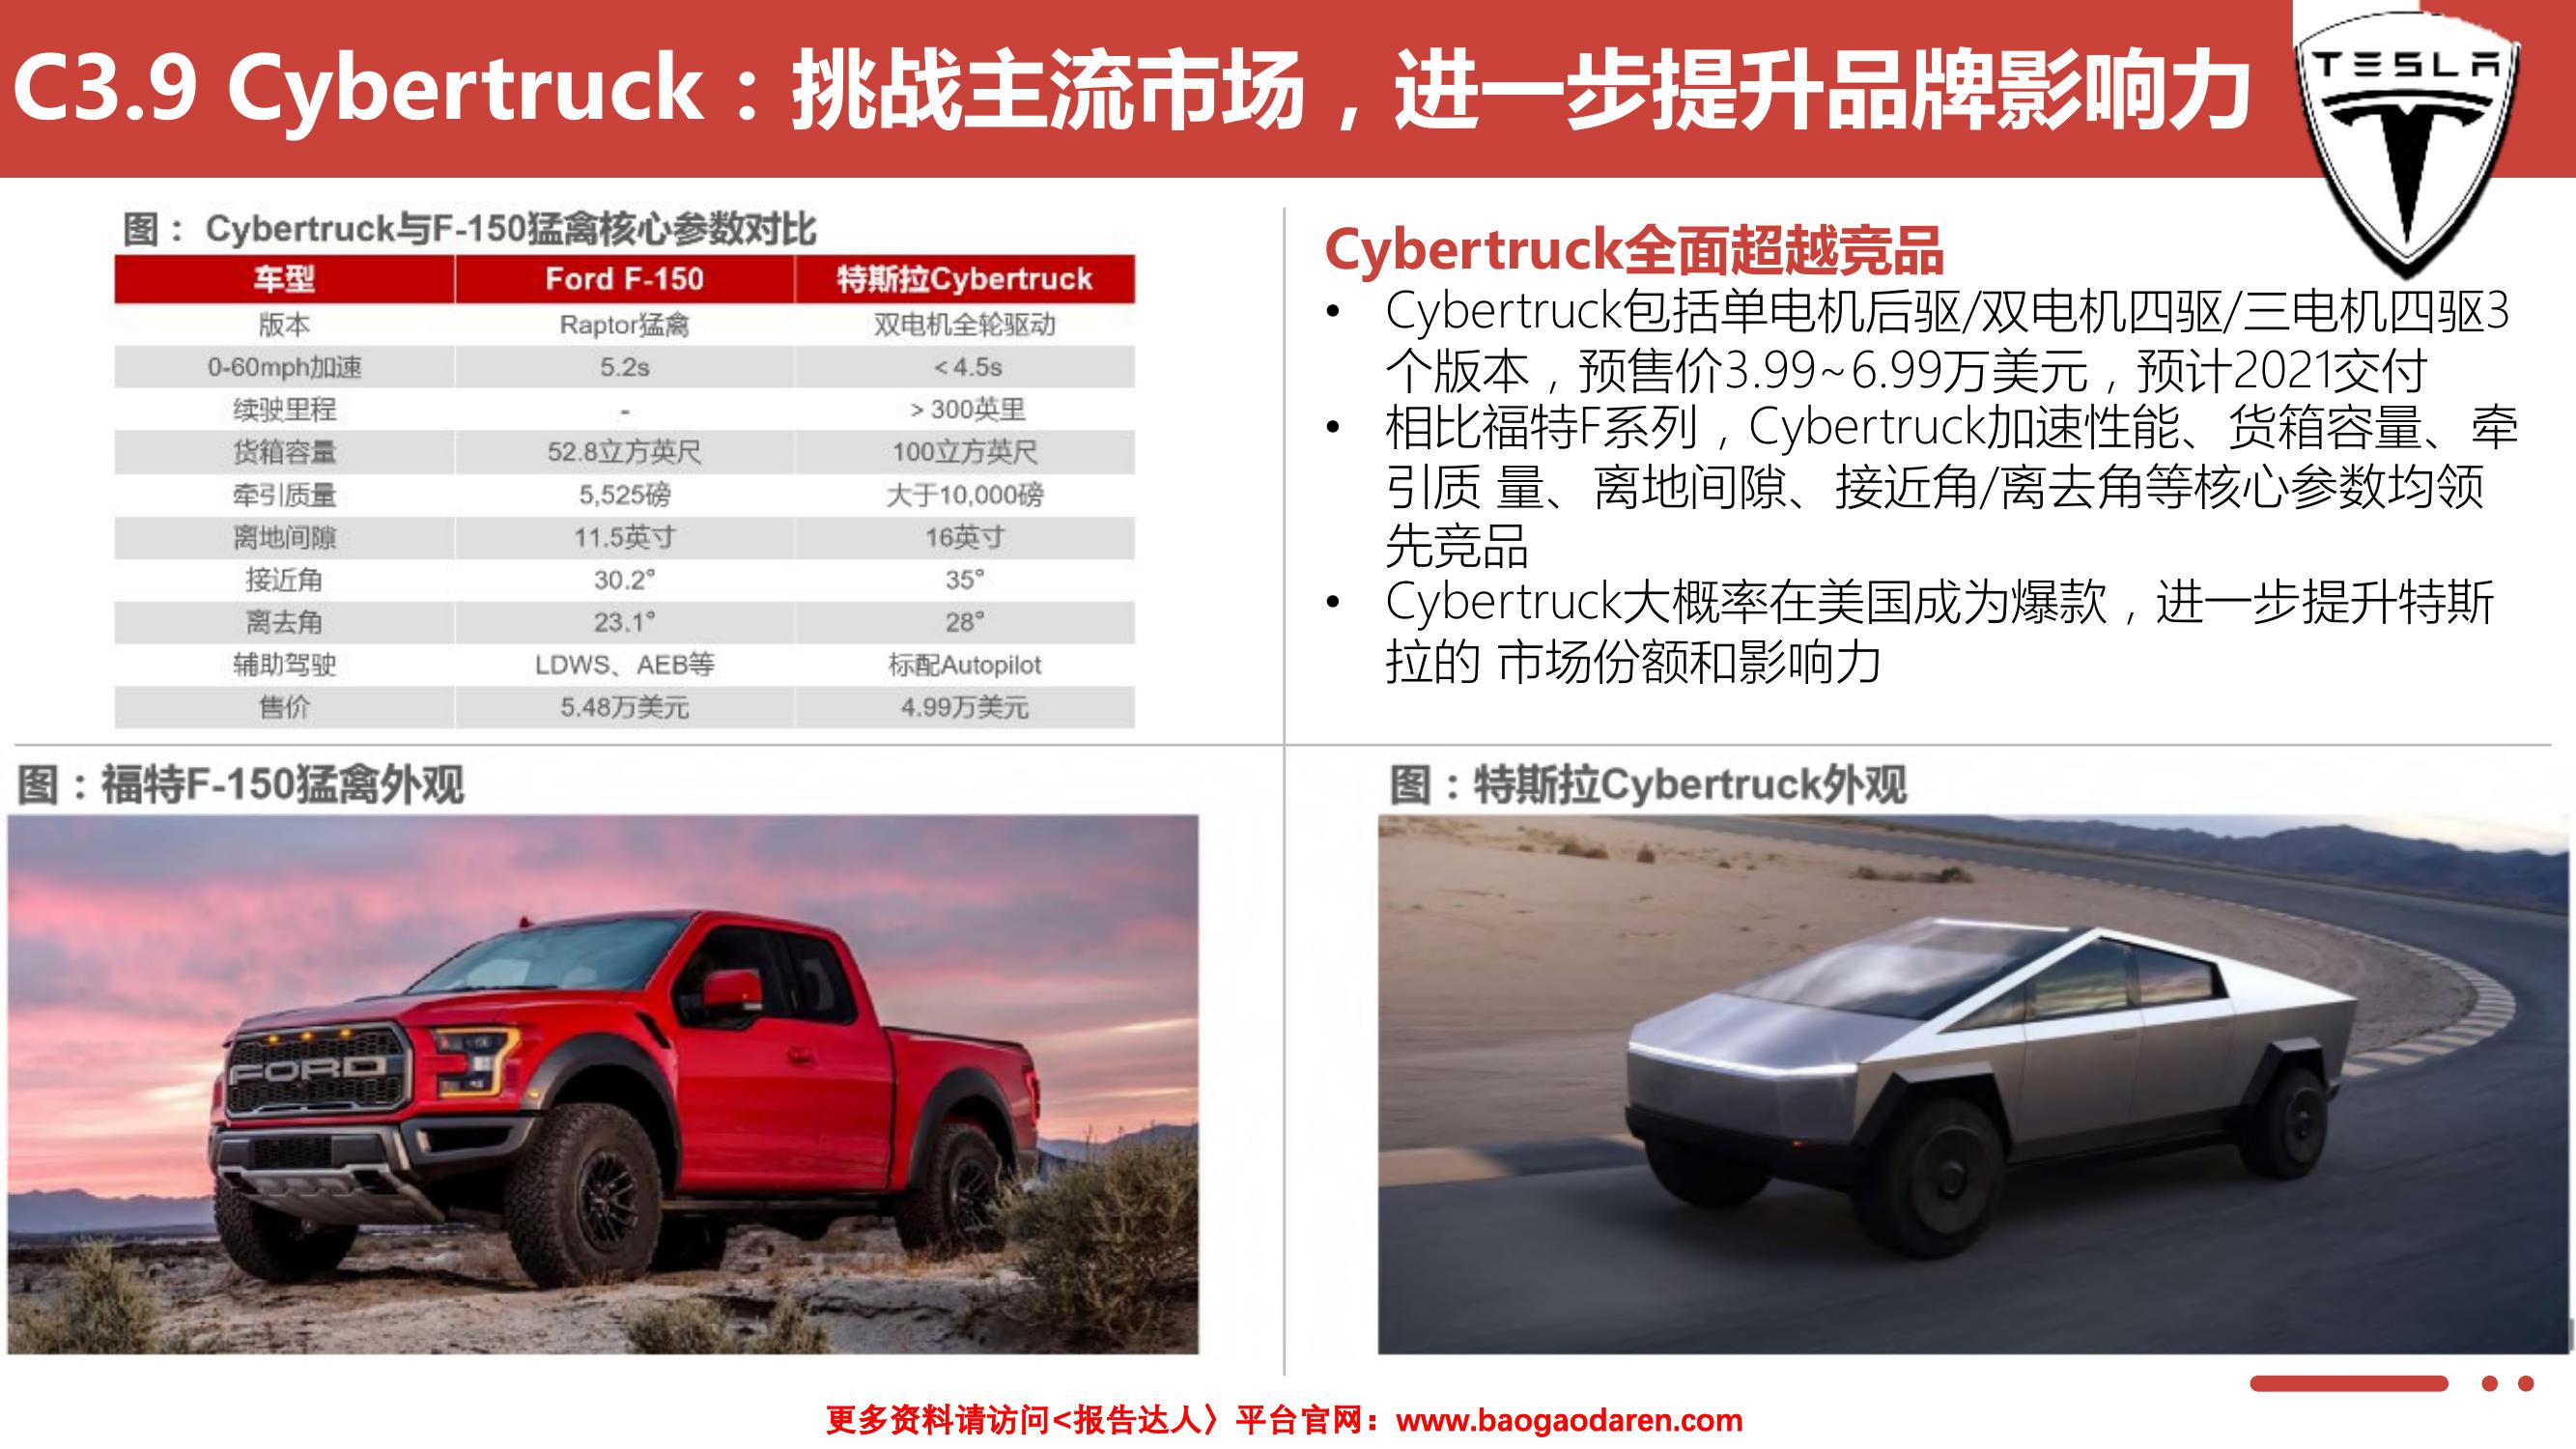 C3.9 Cybertruck：挑战主流市场，进一步提升品牌影响力
TESLA
图： Cybertruck与F-150猛禽核心参数对比
车型 Ford F-150 特斯拉Cybertruck
版本 Raptor猛禽 双电机全轮驱动
0-60mph加速 5.2s ＜4.5s
续驶里程 - ＞300英里
货箱容量 52.8立方英尺 100立方英尺
牵引质量 5,525磅 大于10,000磅
离地间隙 11.5英寸 16英寸
接近角 30.2° 35°
离去角 23.1° 28°
辅助驾驶 LDWS、AEB等 标配Autopilot
售价 5.48万美元 4.99万美元
Cybertruck全面超越竞品
• Cybertruck包括单电机后驱/双电机四驱/三电机四驱3
个版本，预售价3.99~6.99万美元，预计2021交付
• 相比福特F系列，Cybertruck加速性能、货箱容量、牵
引质 量、离地间隙、接近角/离去角等核心参数均领
先竞品
• Cybertruck大概率在美国成为爆款，进一步提升特斯
拉的 市场份额和影响力
图：福特F-150猛禽外观
FORD
图：特斯拉Cybertruck外观
更多资料请访问<报告达人〉平台官网：www.baogaodaren.com